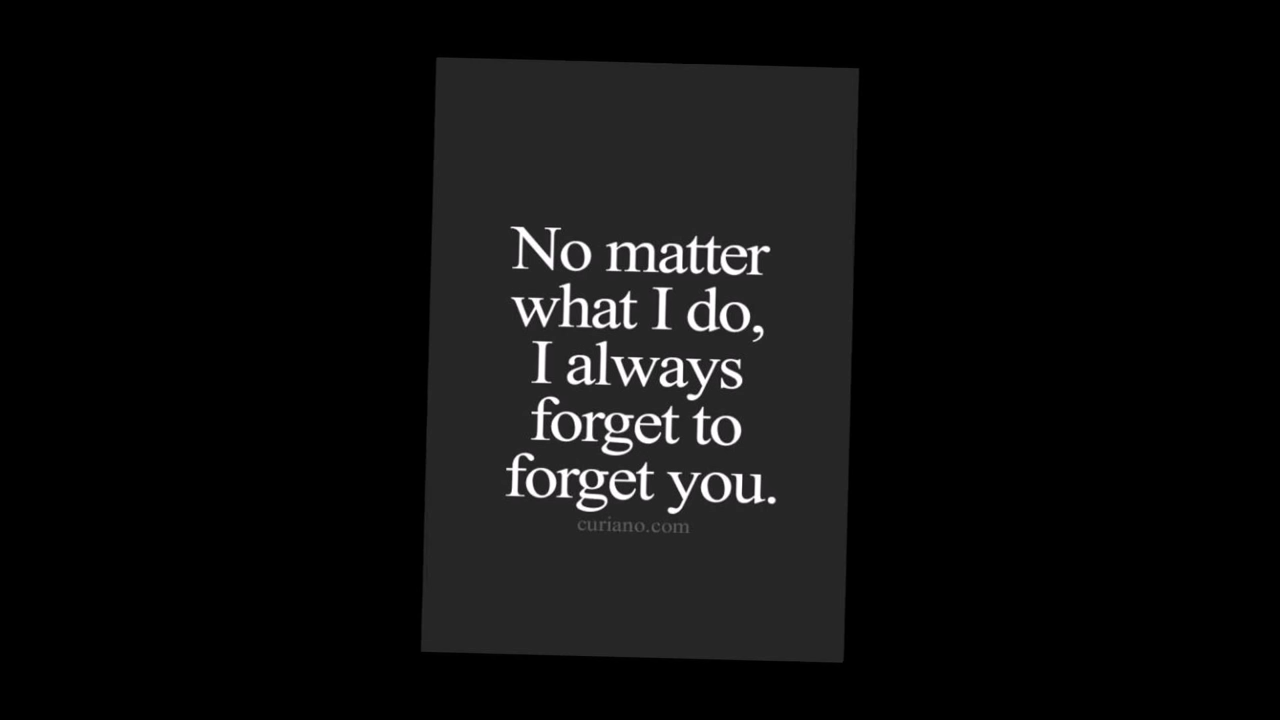 No matter
what I do,
I always
forget to
forget you.
curiano.com